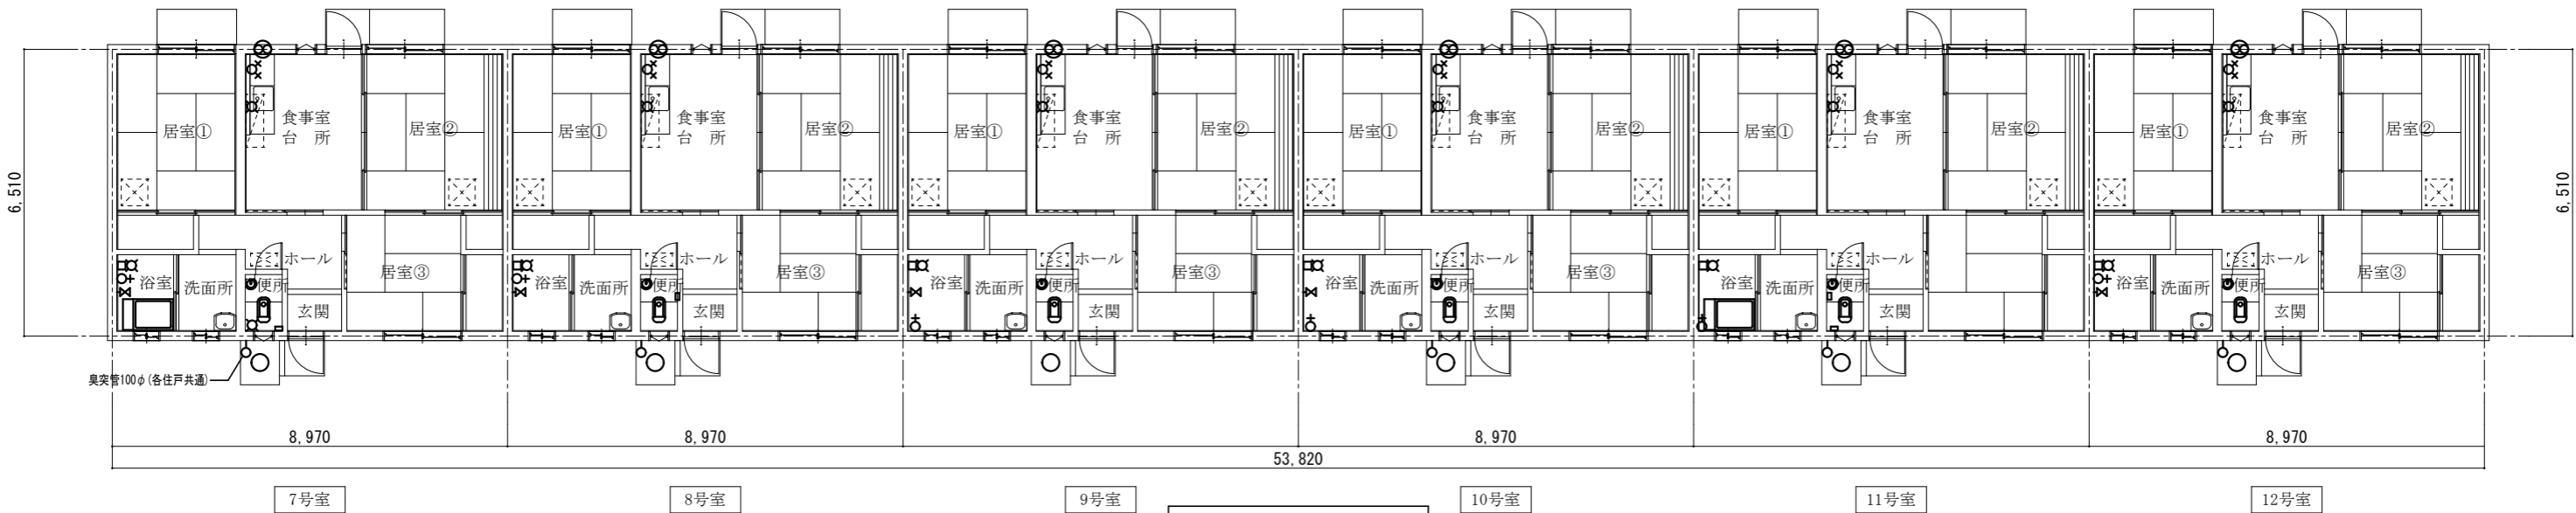 6,510
居室①
食事室
台 所
居室②
浴室
洗面所
便所
ホール
玄関
居室③
居室①
食事室
台 所
居室②
浴室
洗面所
便所
ホール
玄関
居室③
居室①
食事室
台 所
居室②
浴室
洗面所
便所
ホール
玄関
居室③
居室①
食事室
台 所
居室②
浴室
洗面所
便所
ホール
玄関
居室③
居室①
食事室
台 所
居室②
浴室
洗面所
便所
ホール
玄関
居室①
食事室
台 所
居室②
浴室
洗面所
便所
ホール
玄関
居室③
6,510
臭突管100φ(各住戸共通)
8,970
8,970
8,970
8,970
53,820
7号室
8号室
9号室
10号室
11号室
12号室